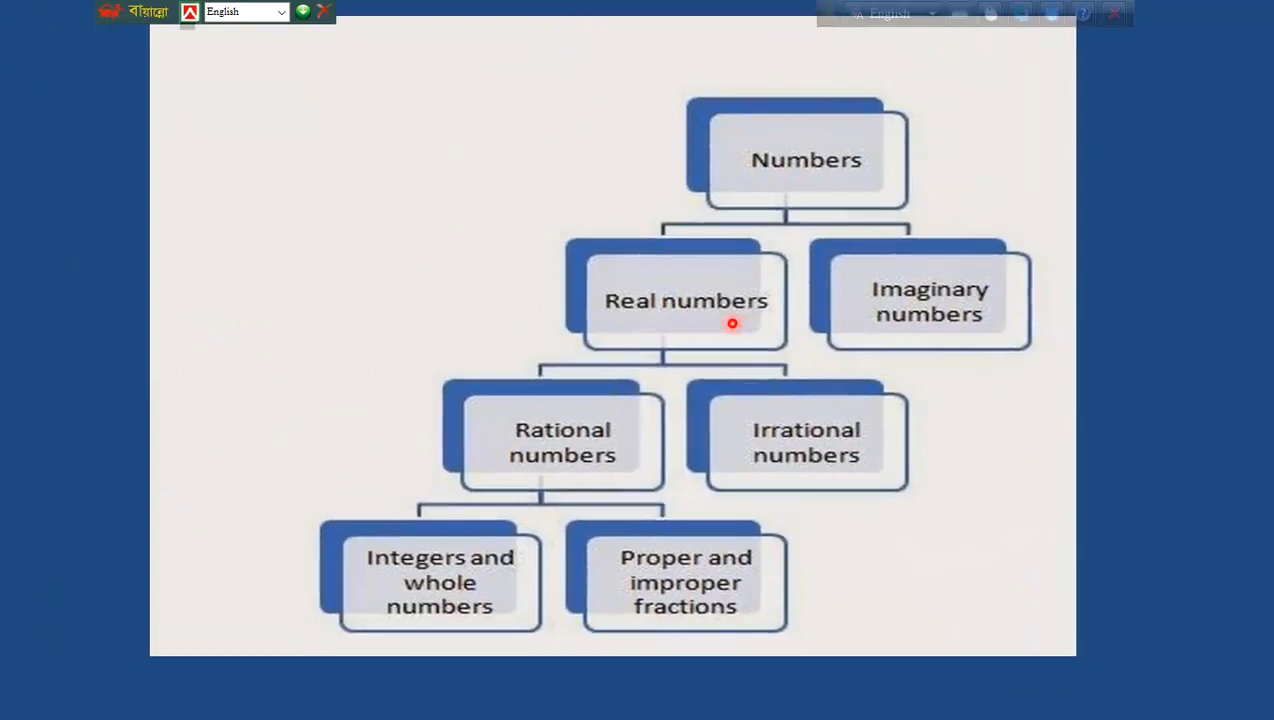 বায়ান্নো
English
English
Numbers
Real numbers
Imaginary
numbers
Rational
numbers
Irrational
numbers
Integers and
whole
numbers
Proper and
improper
fractions